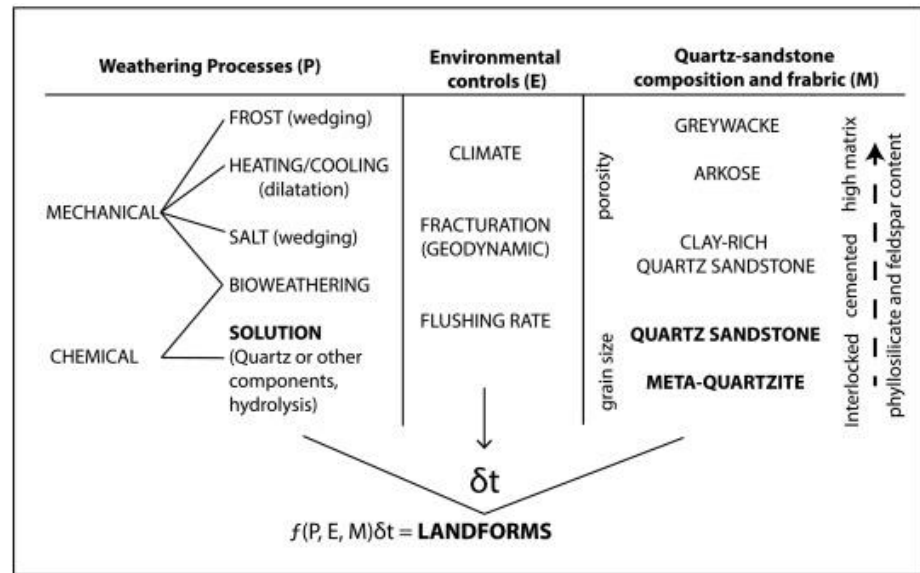 Weathering Processes (P)
Environmental
controls (E)
Quartz-sandstone
composition and frabric (M)
MECHANICAL
CHEMICAL
FROST (wedging)
HEATING/COOLING
(dilatation)
SALT (wedging)
BIOWEATHERING
SOLUTION
(Quartz or other
components,
hydrolysis)
CLIMATE
FRACTURATION
(GEODYNAMIC)
FLUSHING RATE
porosity
grain size
GREYWACKE
ARKOSE
CLAY-RICH
QUARTZ SANDSTONE
QUARTZ SANDSTONE
META-QUARTZITE
Interlocked cemented high matrix
phyllosilicate and feldspar content
δt
ƒ(P, E, M)δt = LANDFORMS